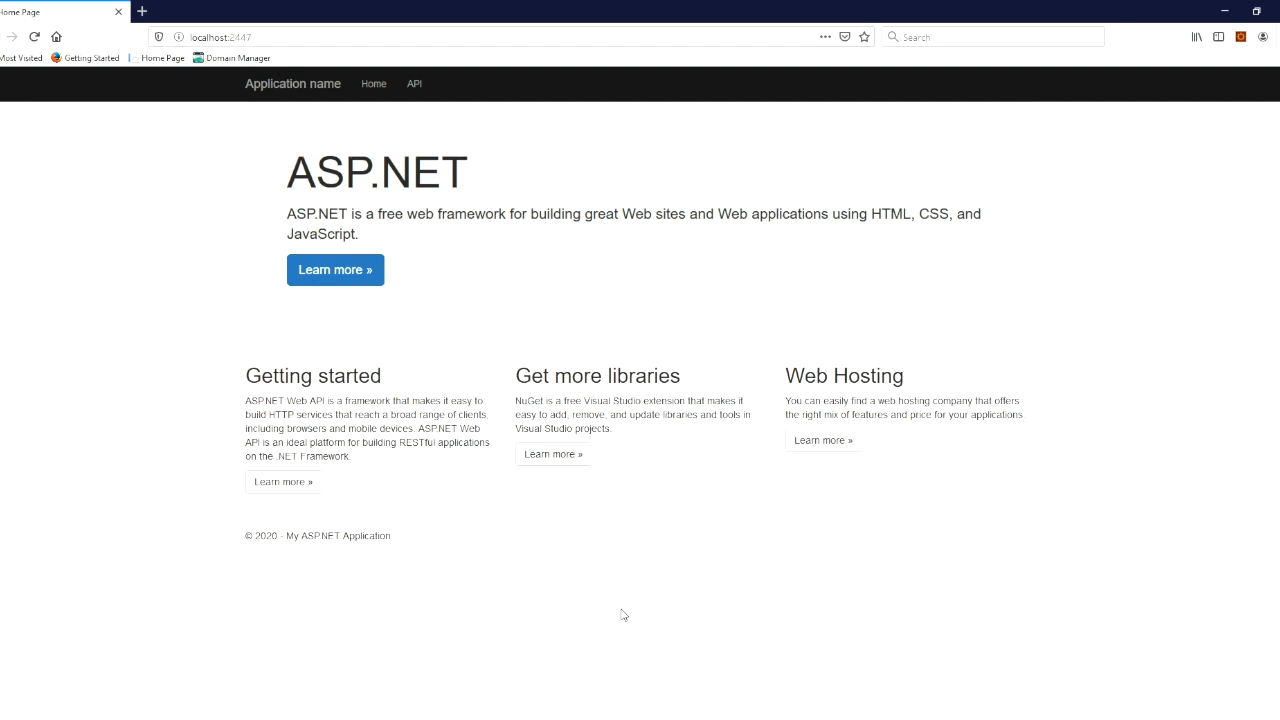 Home Page
localhost:2447
Search
Most Visited Getting Started Home Page Domain Manager
Application name Home API
ASP.NET
ASP.NET is a free web framework for building great Web sites and Web applications using HTML, CSS, and
JavaScript.
Learn more »
Getting started
ASP.NET Web API is a framework that makes it easy to
build HTTP services that reach a broad range of clients,
including browsers and mobile devices. ASP.NET Web
API is an ideal platform for building RESTful applications
on the .NET Framework.
Learn more »
Get more libraries
NuGet is a free Visual Studio extension that makes it
easy to add, remove, and update libraries and tools in
Visual Studio projects.
Learn more »
Web Hosting
You can easily find a web hosting company that offers
the right mix of features and price for your applications.
Learn more »
© 2020 - My ASP.NET Application